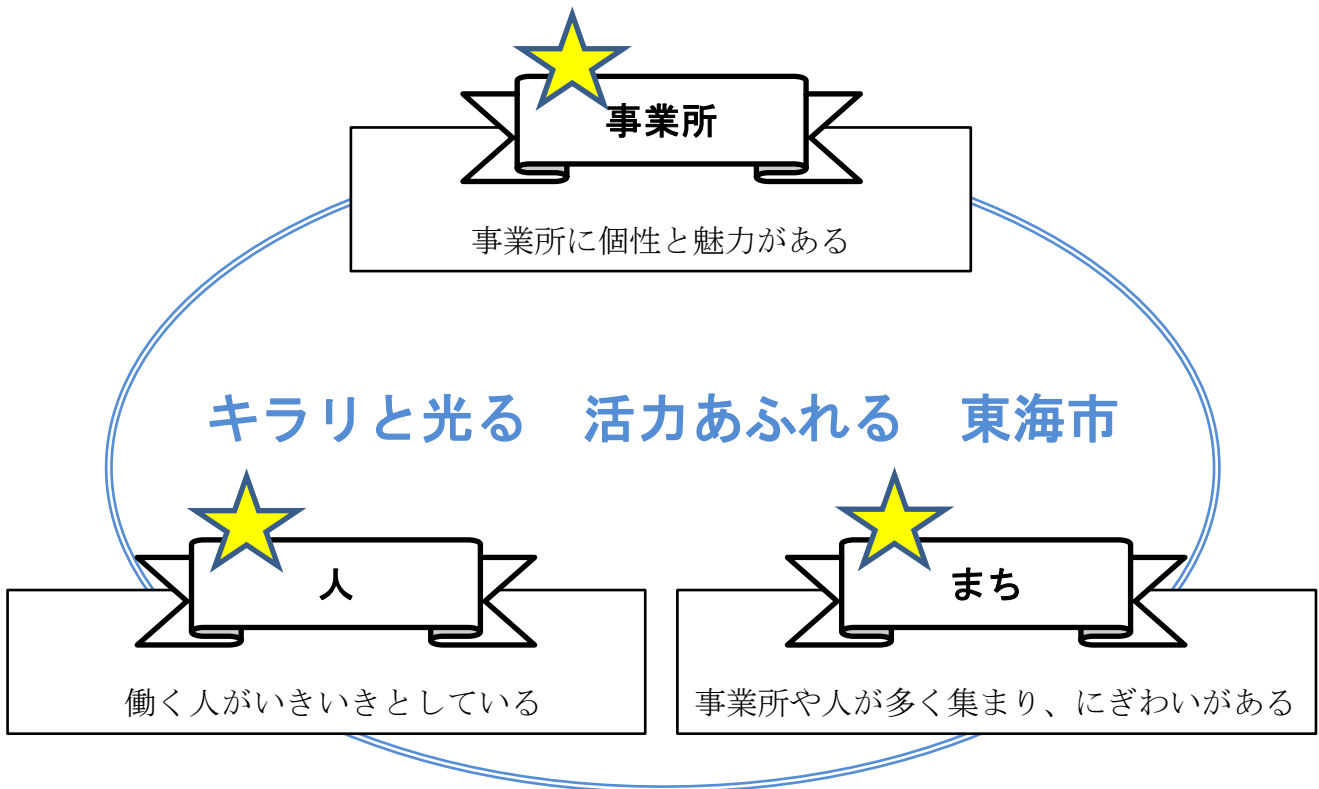 事業所
事業所に個性と魅力がある
キラリと光る　活力あふれる　東海市
人
働く人がいきいきとしている
まち
事業所や人が多く集まり、にぎわいがある